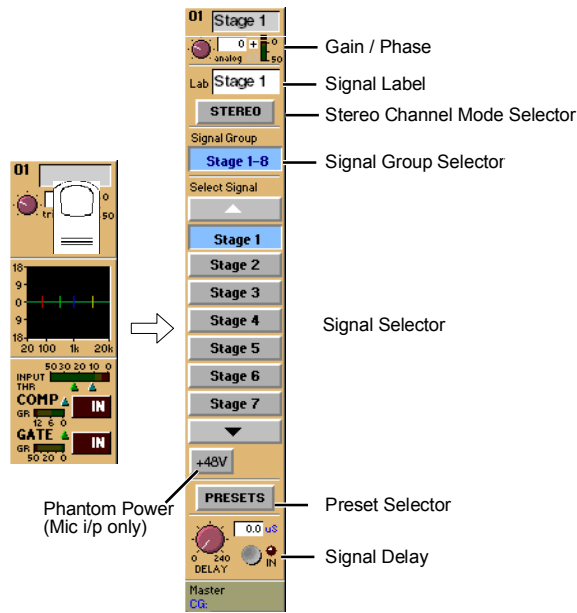 01 Stage 1
0 + 0
analog 50
Gain / Phase
Lab Stage 1
Signal Label
STEREO
Stereo Channel Mode Selector
Signal Group
Stage 1-8
Signal Group Selector
Select Signal
Stage 1
Stage 2
Stage 3
Stage 4
Stage 5
Stage 6
Stage 7
Signal Selector
+48V
Phantom Power
(Mic i/p only)
PRESETS
Preset Selector
0.0 uS
0 240 IN
DELAY
Signal Delay
Master
CG:
01
0
50
18
9
0
9
18
20 100 1k 20k
50 30 20 10 0
INPUT
THR
COMP IN
GR
12 6 0
GATE IN
GR
50 20 0